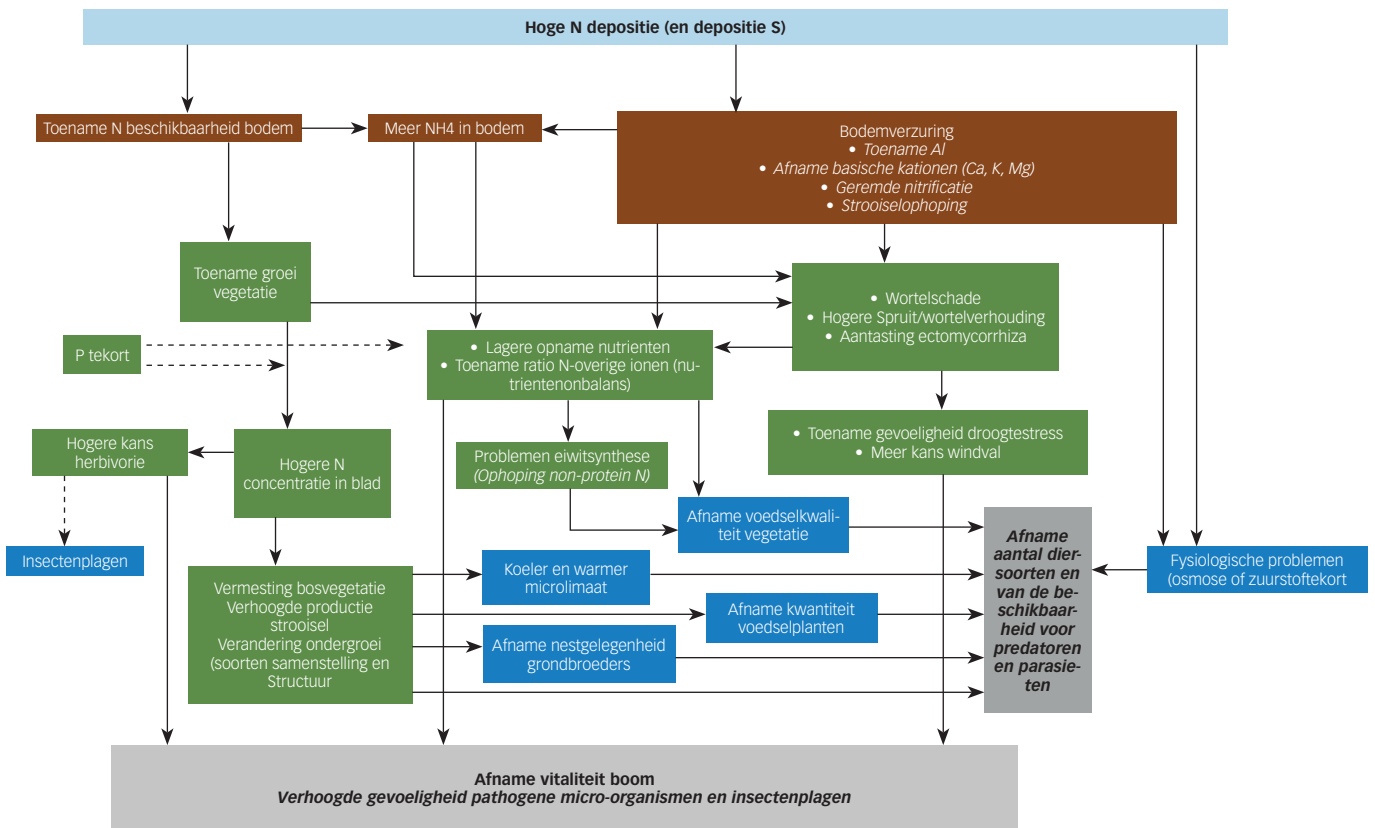 Hoge N depositie (en depositie S)
Toename N beschikbaarheid bodem
Meer NH4 in bodem
Bodemverzuring
• Toename Al
• Afname basische kationen (Ca, K, Mg)
• Geremde nitrificatie
• Strooiselophoping
Toename groei
vegetatie
• Wortelschade
• Hogere Spruit/wortelverhouding
• Aantasting ectomycorrhiza
P tekort
• Lagere opname nutrienten
• Toename ratio N-overige ionen (nu-
trientenonbalans)
Hogere kans
herbivorie
Hogere N
concentratie in blad
Problemen eiwitsynthese
(Ophoping non-protein N)
• Toename gevoeligheid droogtestress
• Meer kans windval
Afname voedselkwali-
teit vegetatie
Insectenplagen
Koeler en warmer
microlimaat
Afname
aantal dier-
soorten en
van de be-
schikbaar-
heid voor
predatoren
en parasie-
ten
Fysiologische problemen
(osmose of zuurstoftekort
Vermesting bosvegetatie
Verhoogde productie
strooisel
Verandering ondergroei
(soorten samenstelling en
Structuur
Afname kwantiteit
voedselplanten
Afname nestgelegenheid
grondbroeders
Afname vitaliteit boom
Verhoogde gevoeligheid pathogene micro-organismen en insectenplagen